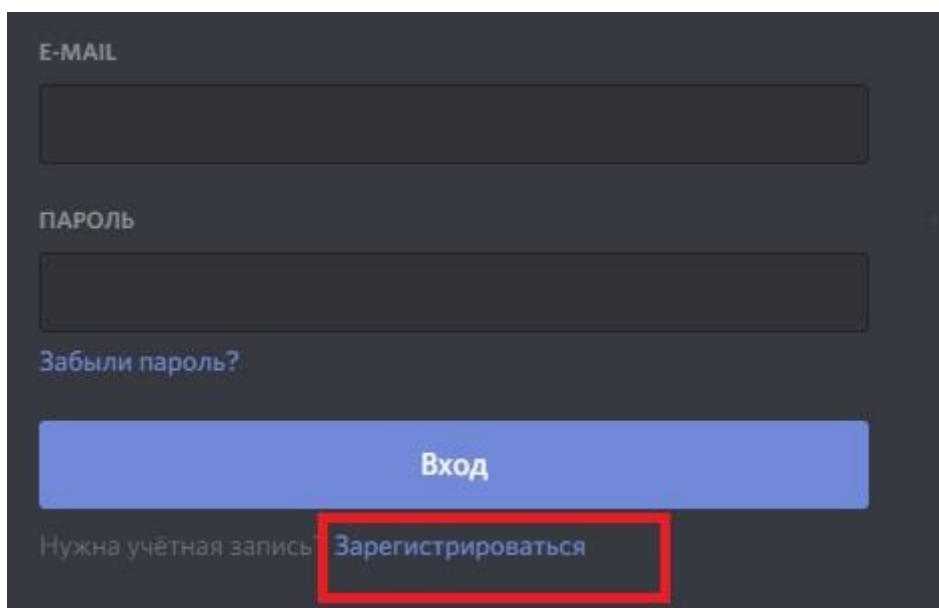 E-MAIL
ПАРОЛЬ
Забыли пароль?
Вход
Нужна учётная запись? Зарегистрироваться